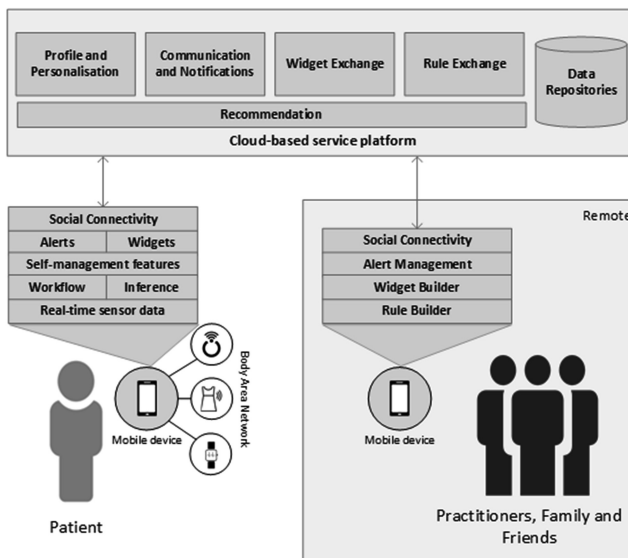 Profile and
Personalisation
Communication
and Notifications
Widget Exchange
Rule Exchange
Data
Repositories
Recommendation
Cloud-based service platform
Social Connectivity
Alerts
Widgets
Self-management features
Workflow
Inference
Real-time sensor data
Body Area Network
Mobile device
Patient
Remote
Social Connectivity
Alert Management
Widget Builder
Rule Builder
Mobile device
Practitioners, Family and
Friends